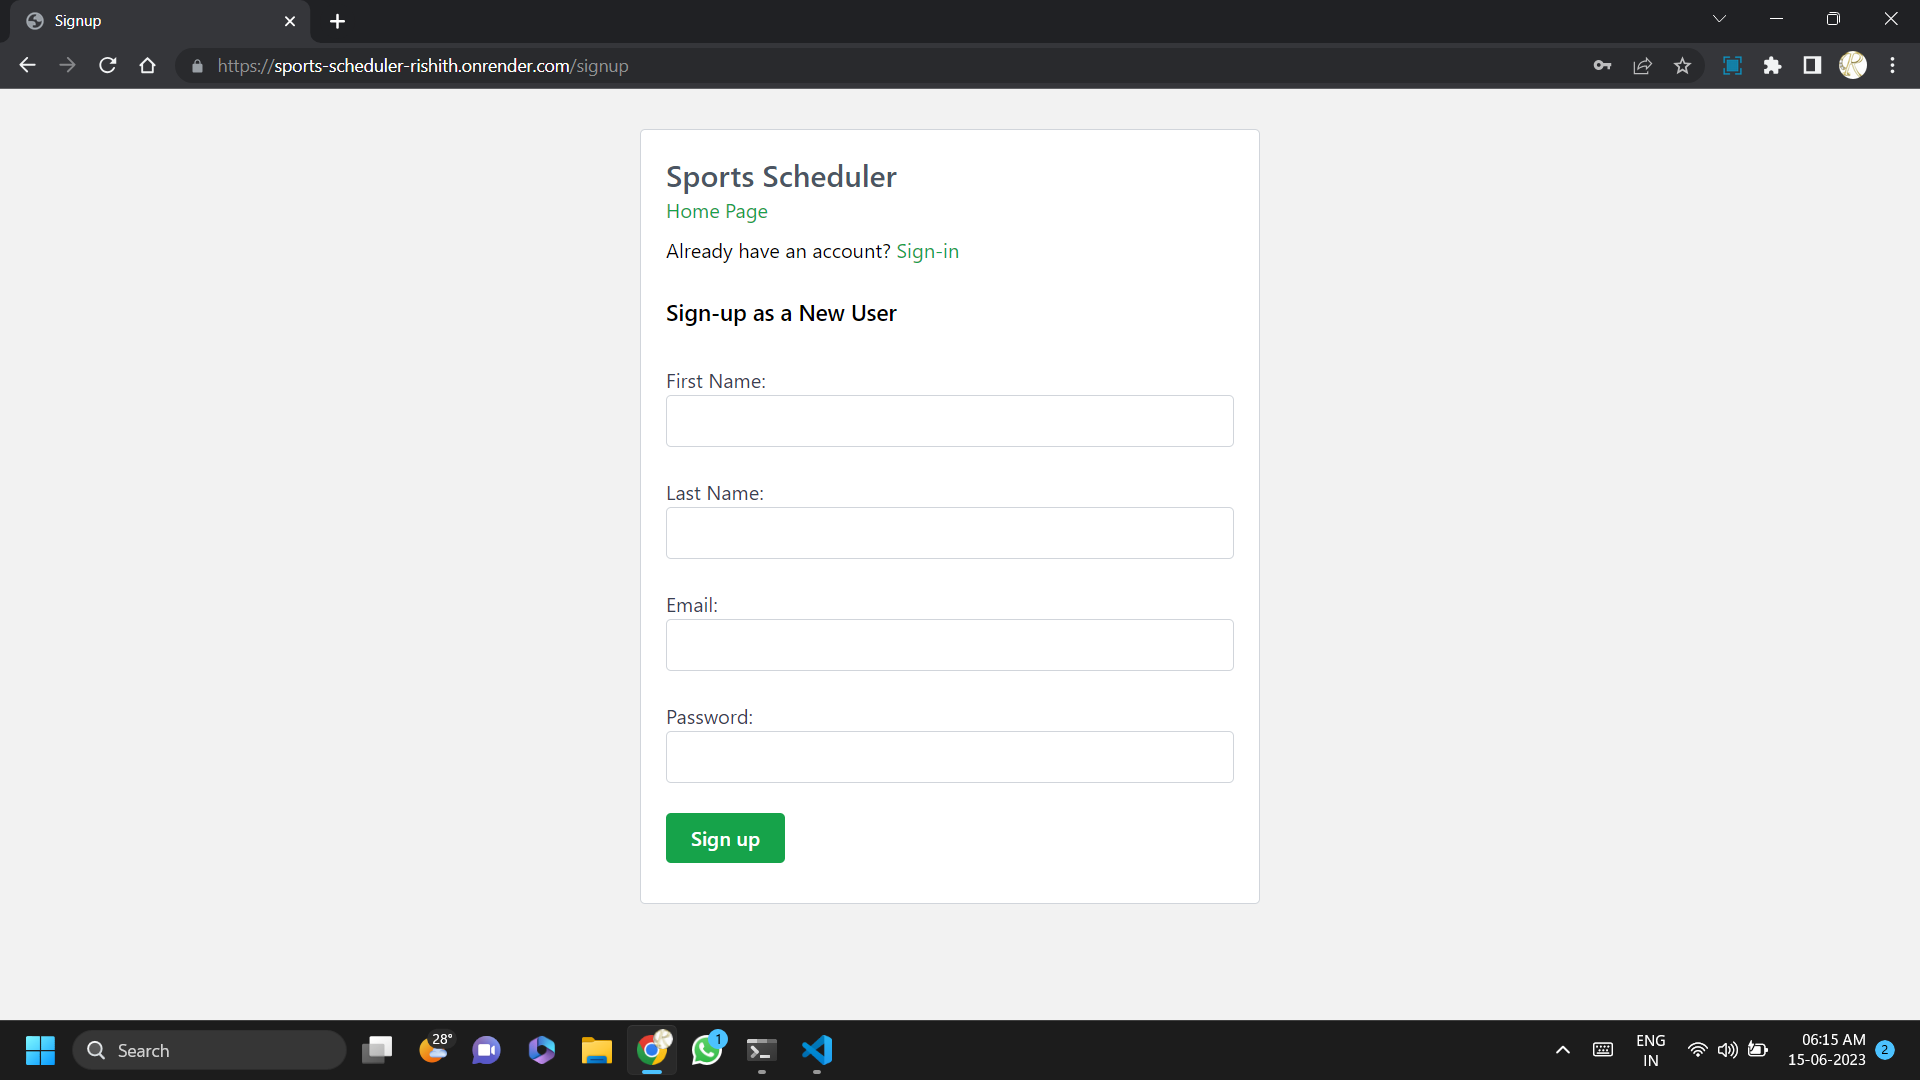 Signup
https://sports-scheduler-rishith.onrender.com/signup
Sports Scheduler
Home Page
Already have an account? Sign-in
Sign-up as a New User
First Name:
Last Name:
Email:
Password:
Sign up
Search
28°
1
ENG
IN
06:15 AM
15-06-2023
2